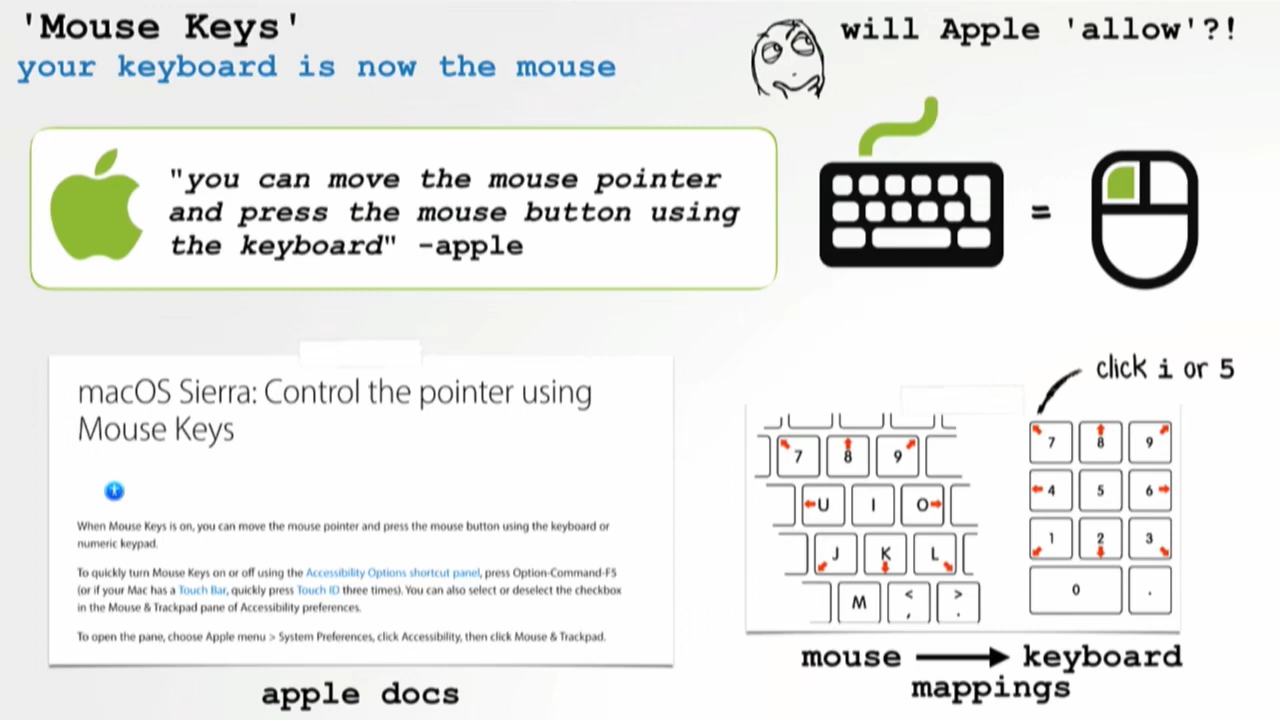 'Mouse Keys'
your keyboard is now the mouse
will Apple 'allow'?!
"you can move the mouse pointer
and press the mouse button using
the keyboard" -apple
=
macOS Sierra: Control the pointer using
Mouse Keys
When Mouse Keys is on, you can move the mouse pointer and press the mouse button using the keyboard or
numeric keypad.
To quickly turn Mouse Keys on or off using the Accessibility Options shortcut panel, press Option-Command-F5
(or if your Mac has a Touch Bar, quickly press Touch ID three times). You can also select or deselect the checkbox
in the Mouse & Trackpad pane of Accessibility preferences.
To open the pane, choose Apple menu > System Preferences, click Accessibility, then click Mouse & Trackpad.
apple docs
click i or 5
7 8 9
U I O
J K L
M < , > .
7 8 9
4 5 6
1 2 3
0 .
mouse keyboard
mappings